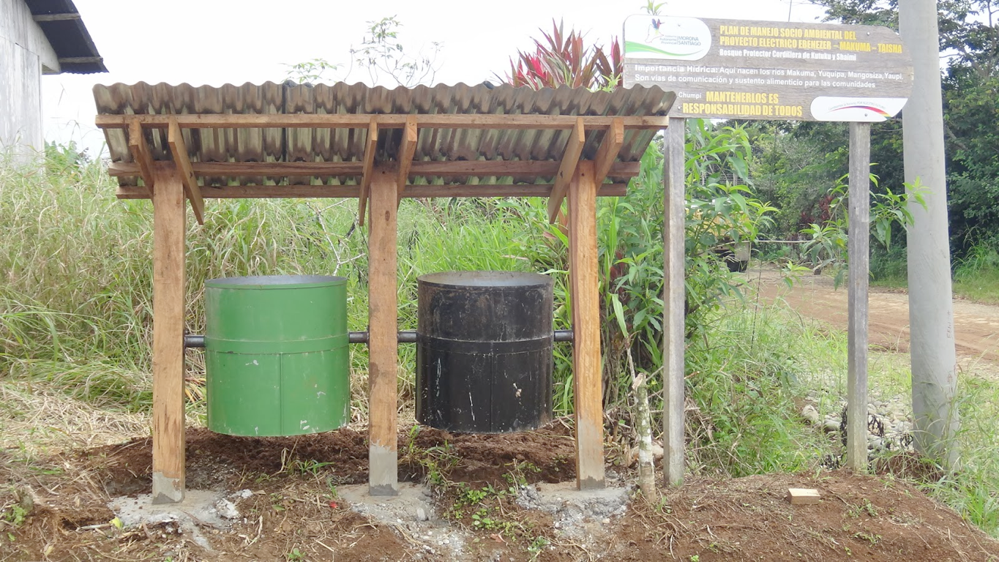 MORONA
SANTIAGO
PLAN DE MANEJO SOCIO AMBIENTAL DEL
PROYECTO ELECTRICO EBENEZER - MAKUMA - TAISHA
Bosque Protector Cordillera de Kutuku y Shaimi
Importancia Hídrica: Aquí nacen los ríos Makuma, Yuquipa, Mangosiza, Yaupi
Son vías de comunicación y sustento alimenticio para las comunidades
Chumpi
MANTENERLOS ES
RESPONSABILIDAD DE TODOS